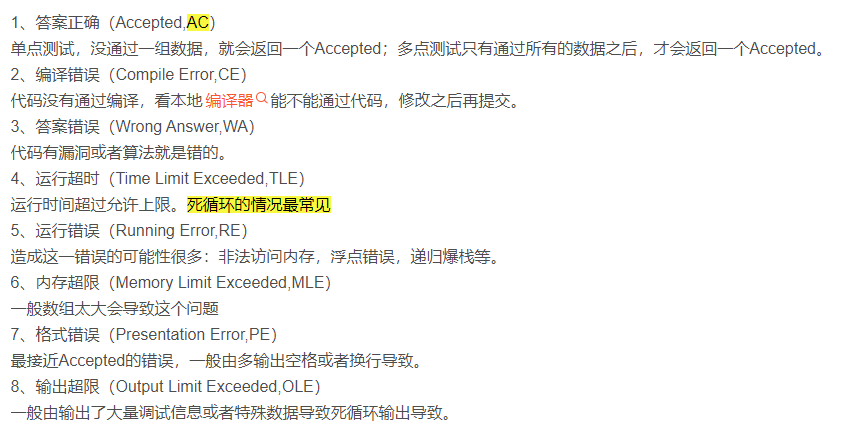 1、答案正确（Accepted,AC）
单点测试，没通过一组数据，就会返回一个Accepted；多点测试只有通过所有的数据之后，才会返回一个Accepted。
2、编译错误（Compile Error,CE）
代码没有通过编译，看本地 编译器 能不能通过代码，修改之后再提交。
3、答案错误（Wrong Answer,WA）
代码有漏洞或者算法就是错的。
4、运行超时（Time Limit Exceeded,TLE）
运行时间超过允许上限。死循环的情况最常见
5、运行错误（Running Error,RE）
造成这一错误的可能性很多：非法访问内存，浮点错误，递归爆栈等。
6、内存超限（Memory Limit Exceeded,MLE）
一般数组太大会导致这个问题
7、格式错误（Presentation Error,PE）
最接近Accepted的错误，一般由多输出空格或者换行导致。
8、输出超限（Output Limit Exceeded,OLE）
一般由输出了大量调试信息或者特殊数据导致死循环输出导致。